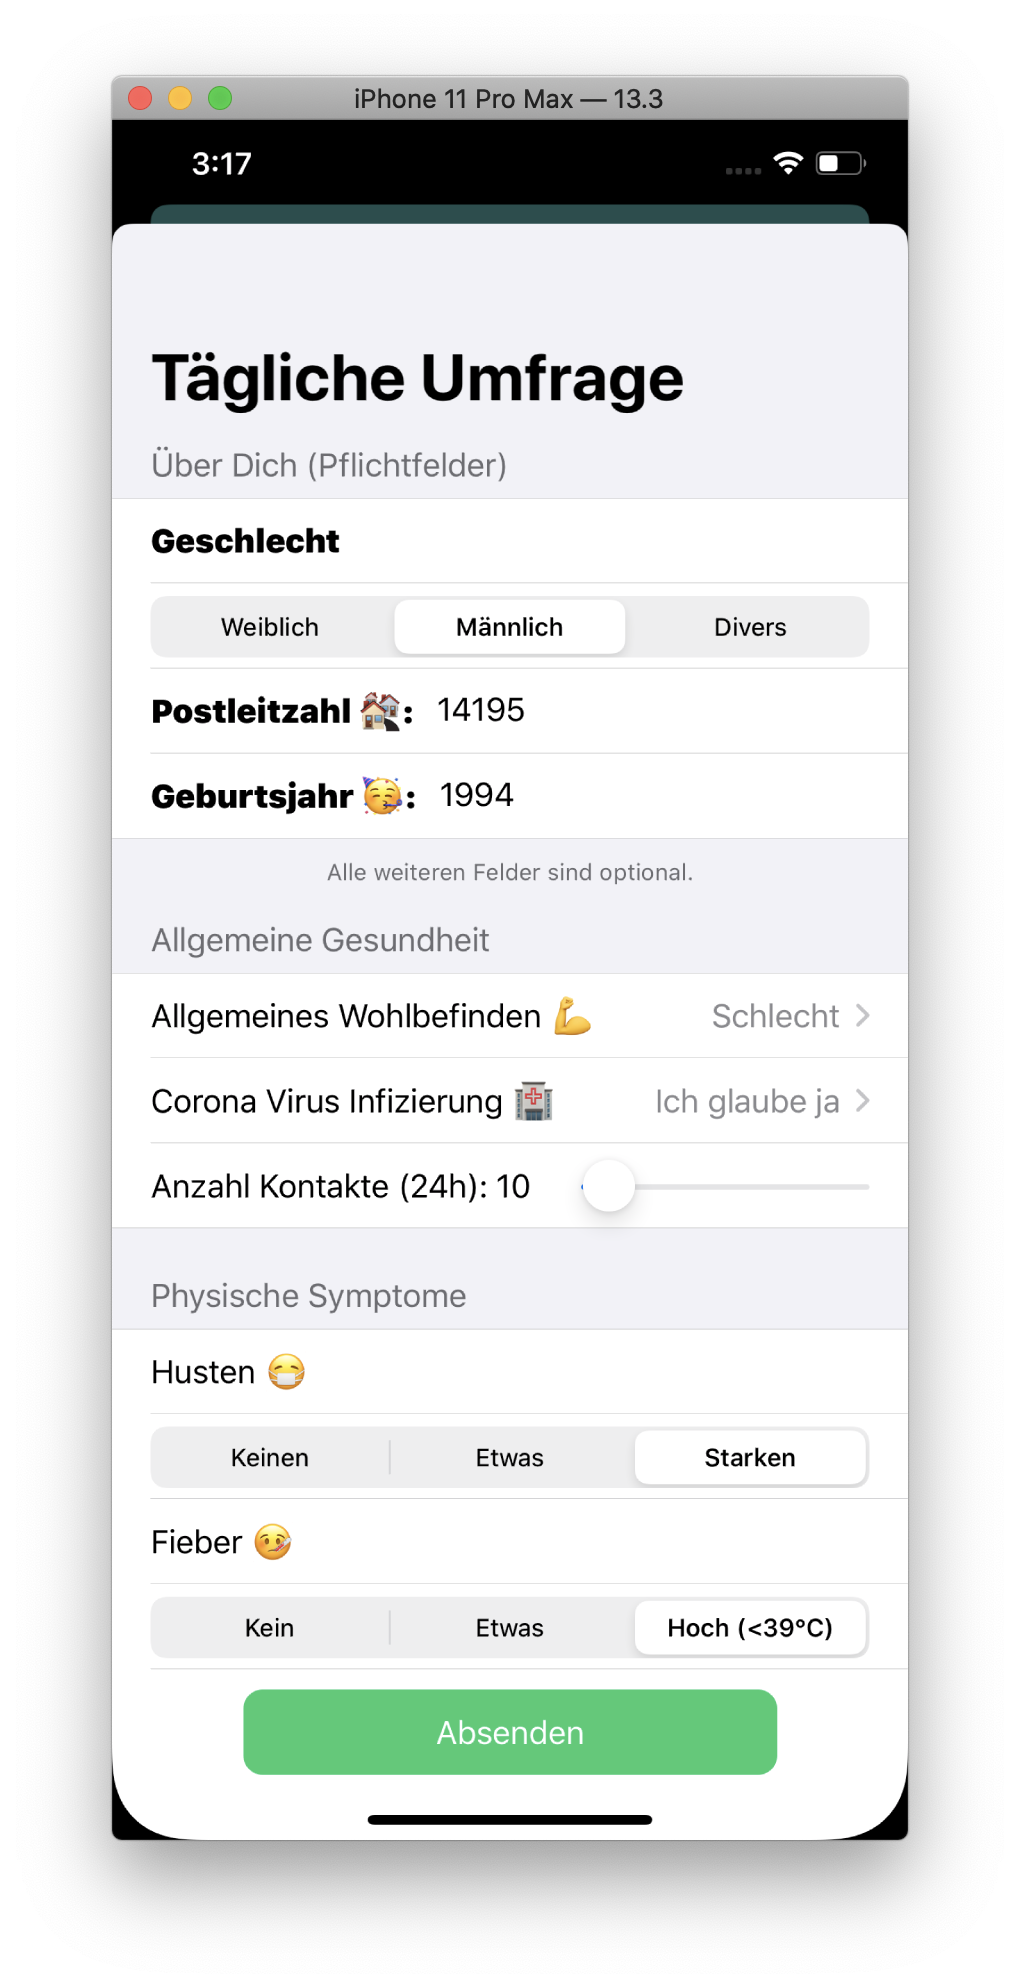 iPhone 11 Pro Max — 13.3
3:17
Tägliche Umfrage
Über Dich (Pflichtfelder)
Geschlecht
Weiblich Männlich Divers
Postleitzahl 🏘: 14195
Geburtsjahr 🥳: 1994
Alle weiteren Felder sind optional.
Allgemeine Gesundheit
Allgemeines Wohlbefinden 💪 Schlecht
Corona Virus Infizierung 🏥 Ich glaube ja
Anzahl Kontakte (24h): 10
Physische Symptome
Husten 😷
Keinen Etwas Starken
Fieber 🤒
Kein Etwas Hoch (<39°C)
Absenden